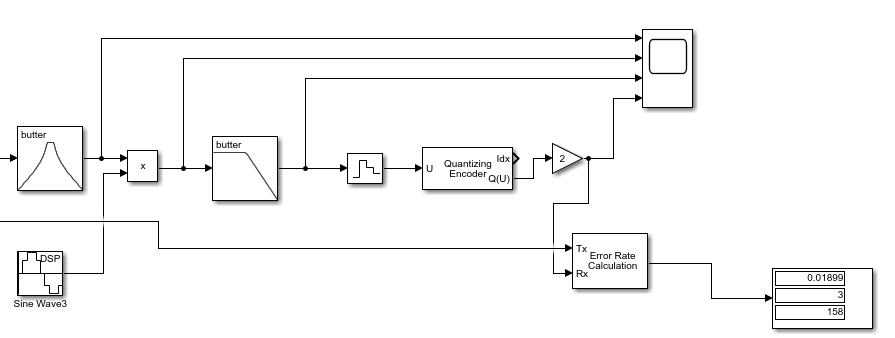 butter
x
butter
U
Quantizing
Encoder
Idx
Q(U)
2
DSP
Sine Wave3
Tx
Rx
Error Rate
Calculation
0.01899
3
158